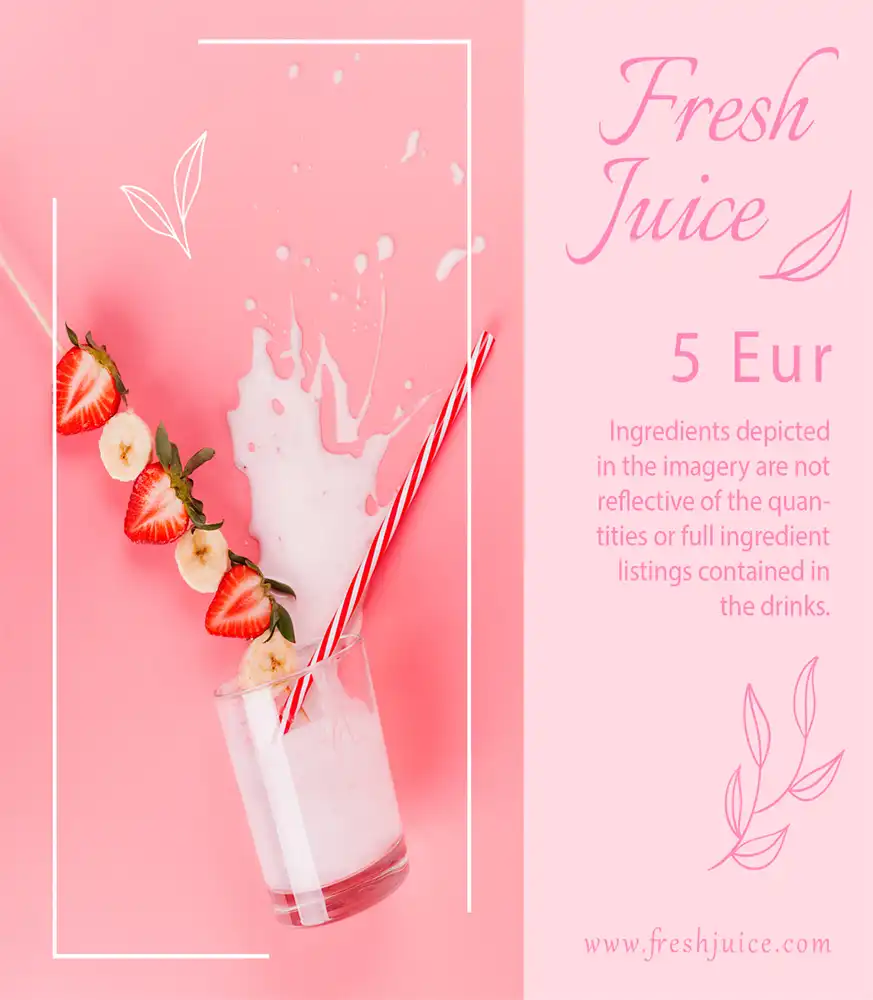 Fresh
Juice
5 Eur
Ingredients depicted
in the imagery are not
reflective of the quan-
tities or full ingredient
listings contained in
the drinks.
www.freshjuice.com